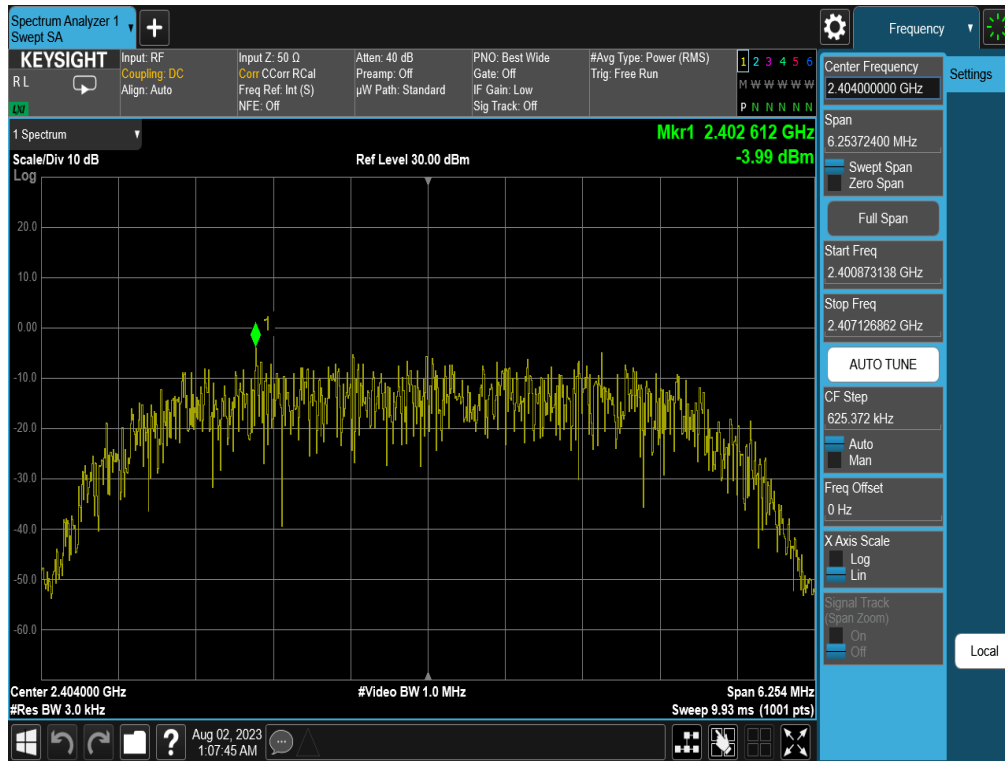 Spectrum Analyzer 1
Swept SA
+
Frequency
KEYSIGHT
R L
LXI
Input: RF
Coupling: DC
Align: Auto
Input Z: 50 Ω
Corr CCorr RCal
Freq Ref: Int (S)
NFE: Off
Atten: 40 dB
Preamp: Off
µW Path: Standard
PNO: Best Wide
Gate: Off
IF Gain: Low
Sig Track: Off
#Avg Type: Power (RMS)
Trig: Free Run
1 2 3 4 5 6
M W W W W W
P N N N N N
1 Spectrum
Scale/Div 10 dB
Log
Ref Level 30.00 dBm
Mkr1 2.402 612 GHz
-3.99 dBm
20.0
10.0
0.00
-10.0
-20.0
-30.0
-40.0
-50.0
-60.0
1
Center 2.404000 GHz
#Res BW 3.0 kHz
#Video BW 1.0 MHz
Span 6.254 MHz
Sweep 9.93 ms (1001 pts)
Center Frequency
2.404000000 GHz
Settings
Span
6.25372400 MHz
Swept Span
Zero Span
Full Span
Start Freq
2.400873138 GHz
Stop Freq
2.407126862 GHz
AUTO TUNE
CF Step
625.372 kHz
Auto
Man
Freq Offset
0 Hz
X Axis Scale
Log
Lin
Signal Track
(Span Zoom)
On
Off
Local
?
Aug 02, 2023
1:07:45 AM